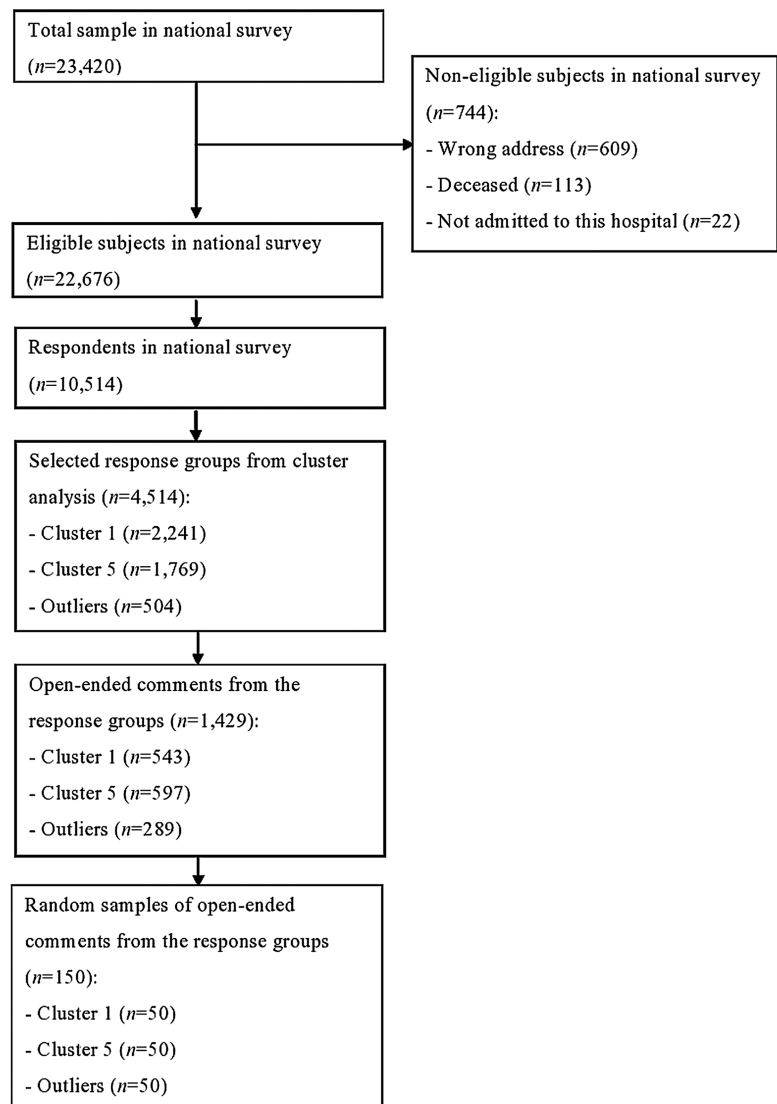 Total sample in national survey
(n=23,420)
Non-eligible subjects in national survey
(n=744):
- Wrong address (n=609)
- Deceased (n=113)
- Not admitted to this hospital (n=22)
Eligible subjects in national survey
(n=22,676)
Respondents in national survey
(n=10,514)
Selected response groups from cluster
analysis (n=4,514):
- Cluster 1 (n=2,241)
- Cluster 5 (n=1,769)
- Outliers (n=504)
Open-ended comments from the
response groups (n=1,429):
- Cluster 1 (n=543)
- Cluster 5 (n=597)
- Outliers (n=289)
Random samples of open-ended
comments from the response groups
(n=150):
- Cluster 1 (n=50)
- Cluster 5 (n=50)
- Outliers (n=50)